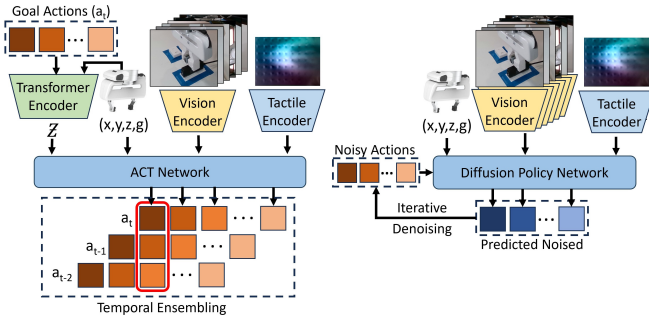 Goal Actions (aₜ)
Transformer
Encoder
Z
(x,y,z,g)
Vision
Encoder
Tactile
Encoder
ACT Network
aₜ
aₜ₋₁
aₜ₋₂
Temporal Ensembling
(x,y,z,g)
Vision
Encoder
Tactile
Encoder
Noisy Actions
Diffusion Policy Network
Iterative
Denoising
Predicted Noised